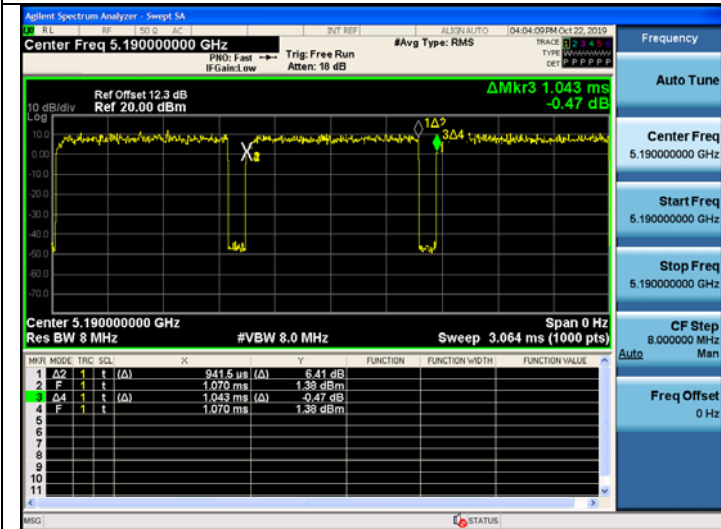 Agilent Spectrum Analyzer - Swept SA
RL RF 50 Ω AC INT REF ALIGN AUTO 04:04:09 PM Oct 22, 2019
Center Freq 5.190000000 GHz
PNO: Fast
IFGain:Low
Trig: Free Run
Atten: 18 dB
#Avg Type: RMS
TRACE 1 2 3 4 5 6
TYPE W
DET P P P P P P
Frequency
Auto Tune
Center Freq
5.190000000 GHz
Start Freq
5.190000000 GHz
Stop Freq
5.190000000 GHz
CF Step
8.000000 MHz
Auto Man
Freq Offset
0 Hz
Ref Offset 12.3 dB
10 dB/div Ref 20.00 dBm
Log
ΔMkr3 1.043 ms
-0.47 dB
10.0
0.00
-10.0
-20.0
-30.0
-40.0
-50.0
-60.0
-70.0
1Δ2
3Δ4
Center 5.190000000 GHz Span 0 Hz
Res BW 8 MHz #VBW 8.0 MHz Sweep 3.064 ms (1000 pts)
MKR MODE TRC SCL X Y FUNCTION FUNCTION WIDTH FUNCTION VALUE
1 Δ2 1 t (Δ) 941.5 µs (Δ) 6.41 dB
2 F 1 t 1.070 ms 1.38 dBm
3 Δ4 1 t (Δ) 1.043 ms (Δ) -0.47 dB
4 F 1 t 1.070 ms 1.38 dBm
5
6
7
8
9
10
11
MSG STATUS